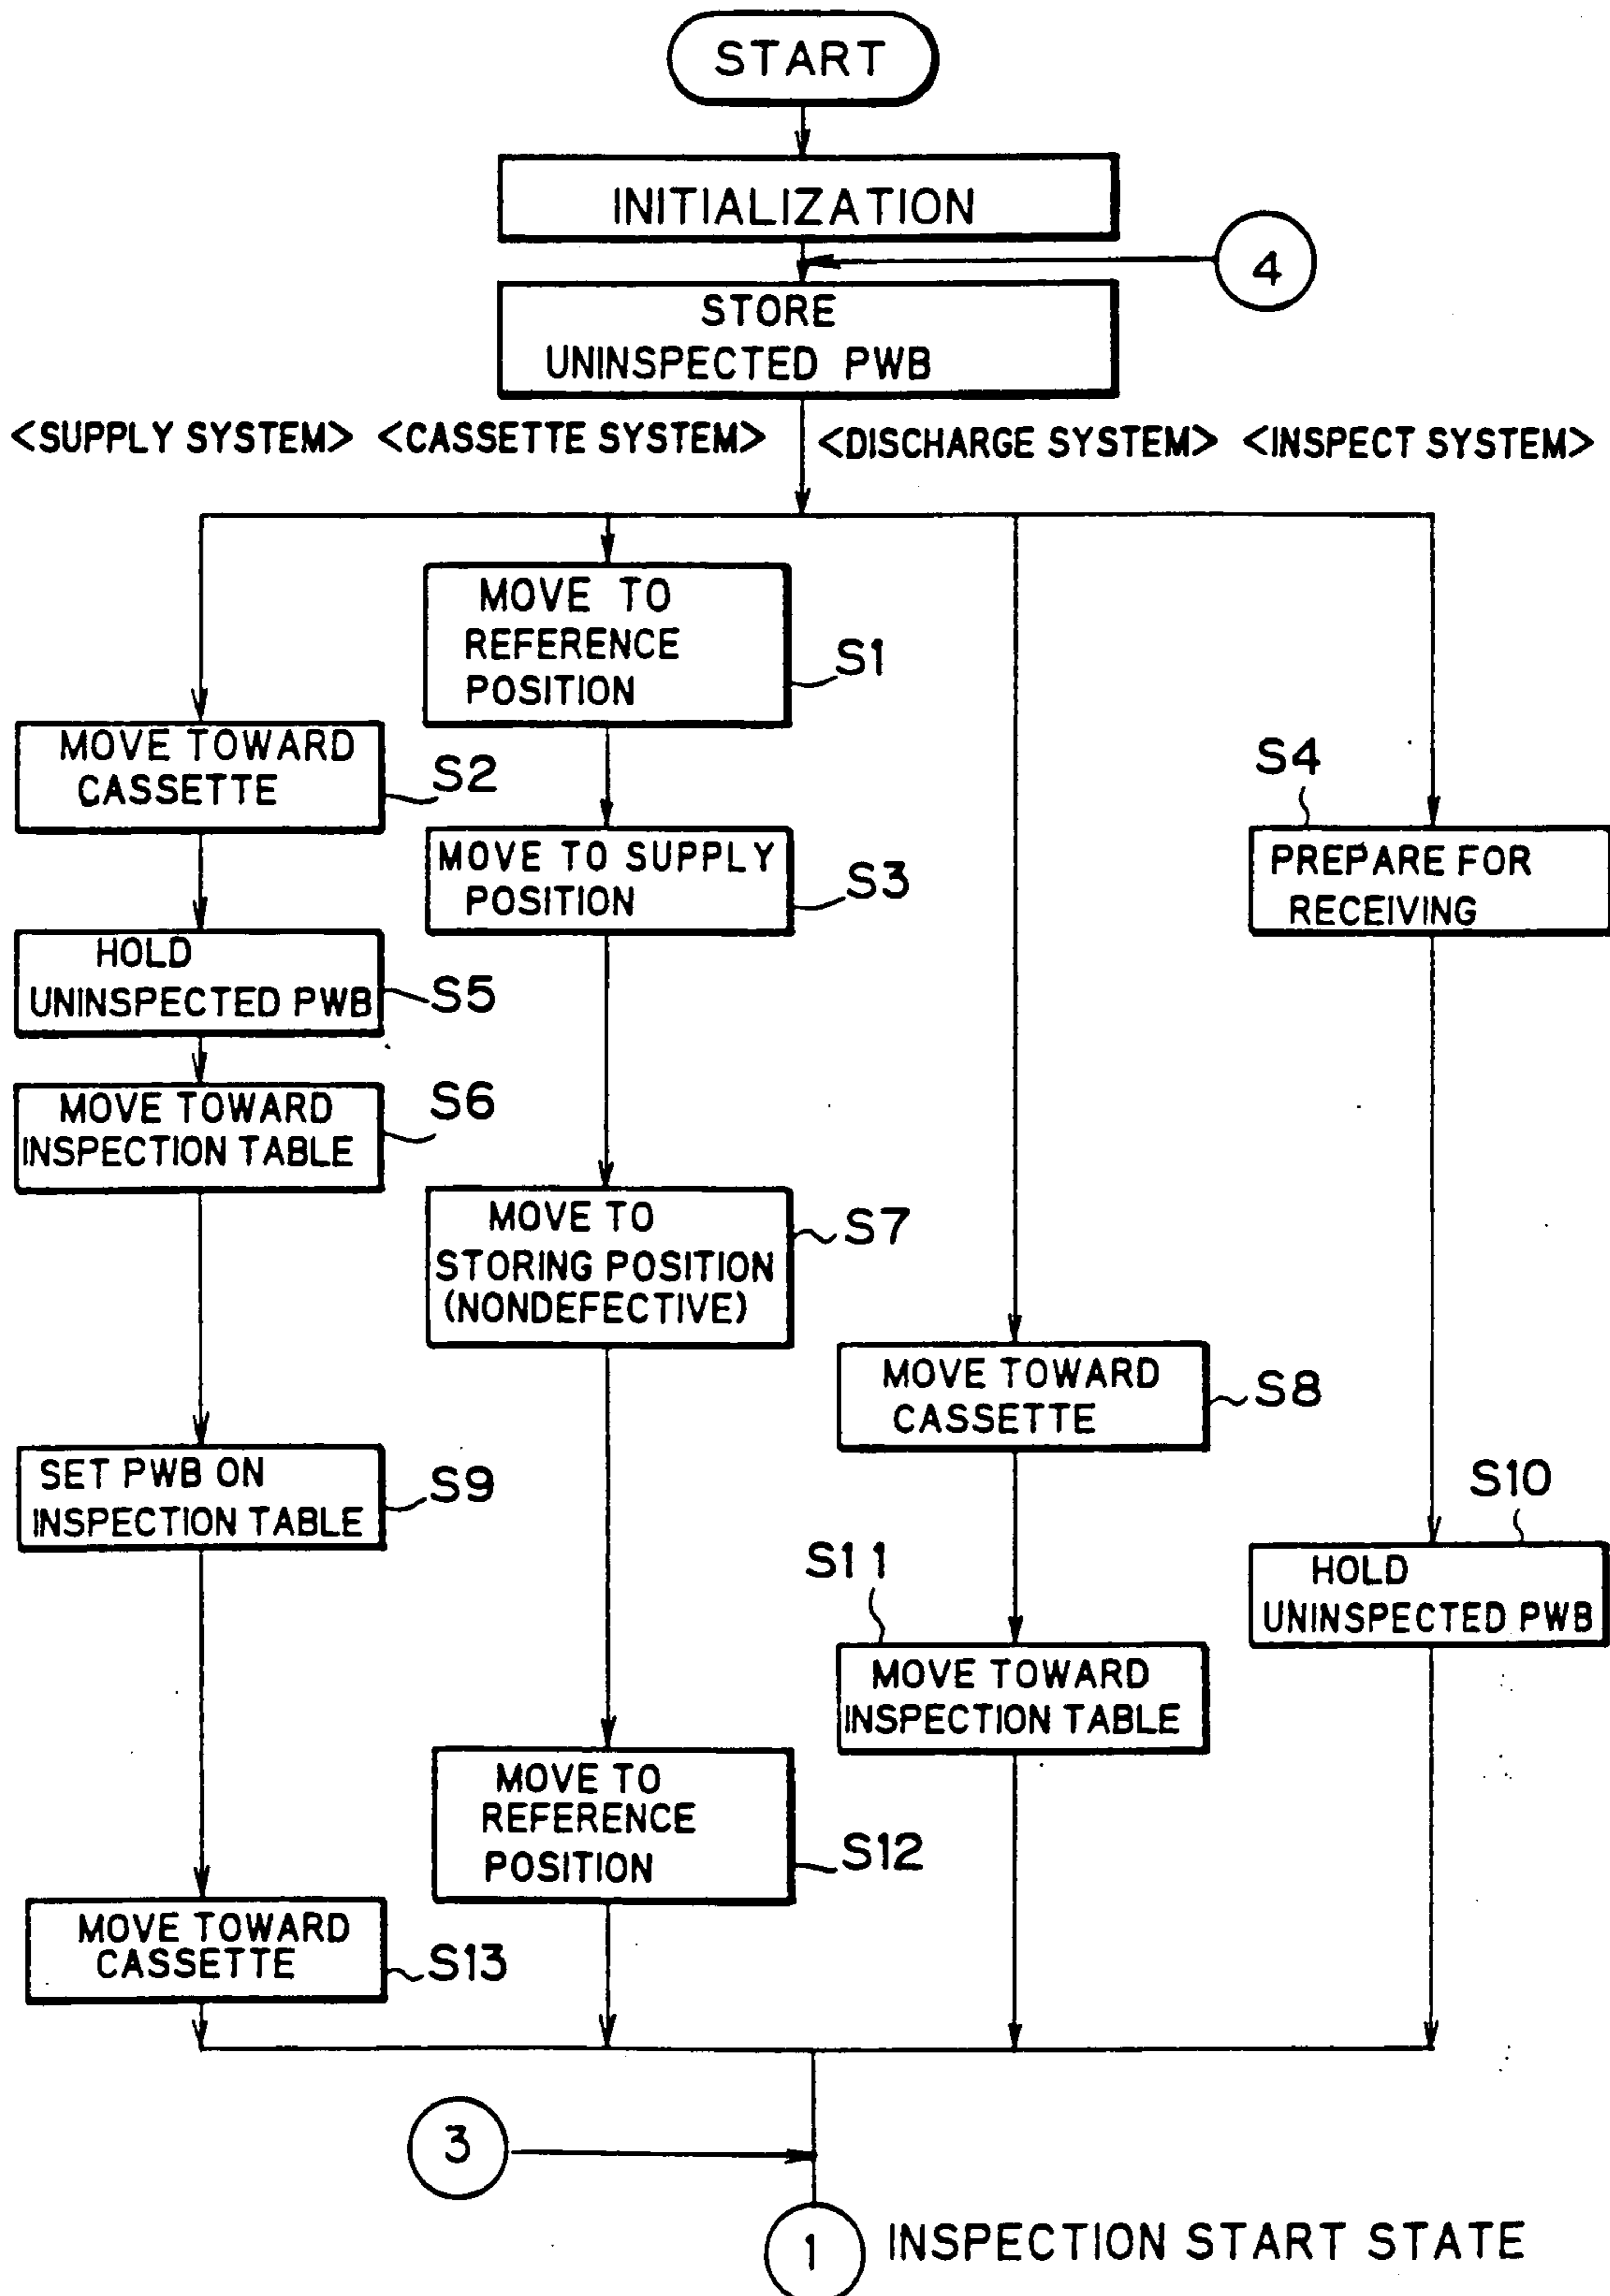 START
INITIALIZATION
4
STORE
UNINSPECTED PWB
<SUPPLY SYSTEM> <CASSETTE SYSTEM> <DISCHARGE SYSTEM> <INSPECT SYSTEM>
MOVE TO
REFERENCE
POSITION
S1
MOVE TOWARD
CASSETTE
S2
MOVE TO SUPPLY
POSITION
S3
S4
PREPARE FOR
RECEIVING
HOLD
UNINSPECTED PWB
S5
MOVE TOWARD
INSPECTION TABLE
S6
MOVE TO
STORING POSITION
(NONDEFECTIVE)
S7
MOVE TOWARD
CASSETTE
S8
SET PWB ON
INSPECTION TABLE
S9
S10
HOLD
UNINSPECTED PWB
S11
MOVE TOWARD
INSPECTION TABLE
MOVE TO
REFERENCE
POSITION
S12
MOVE TOWARD
CASSETTE
S13
3
1 INSPECTION START STATE